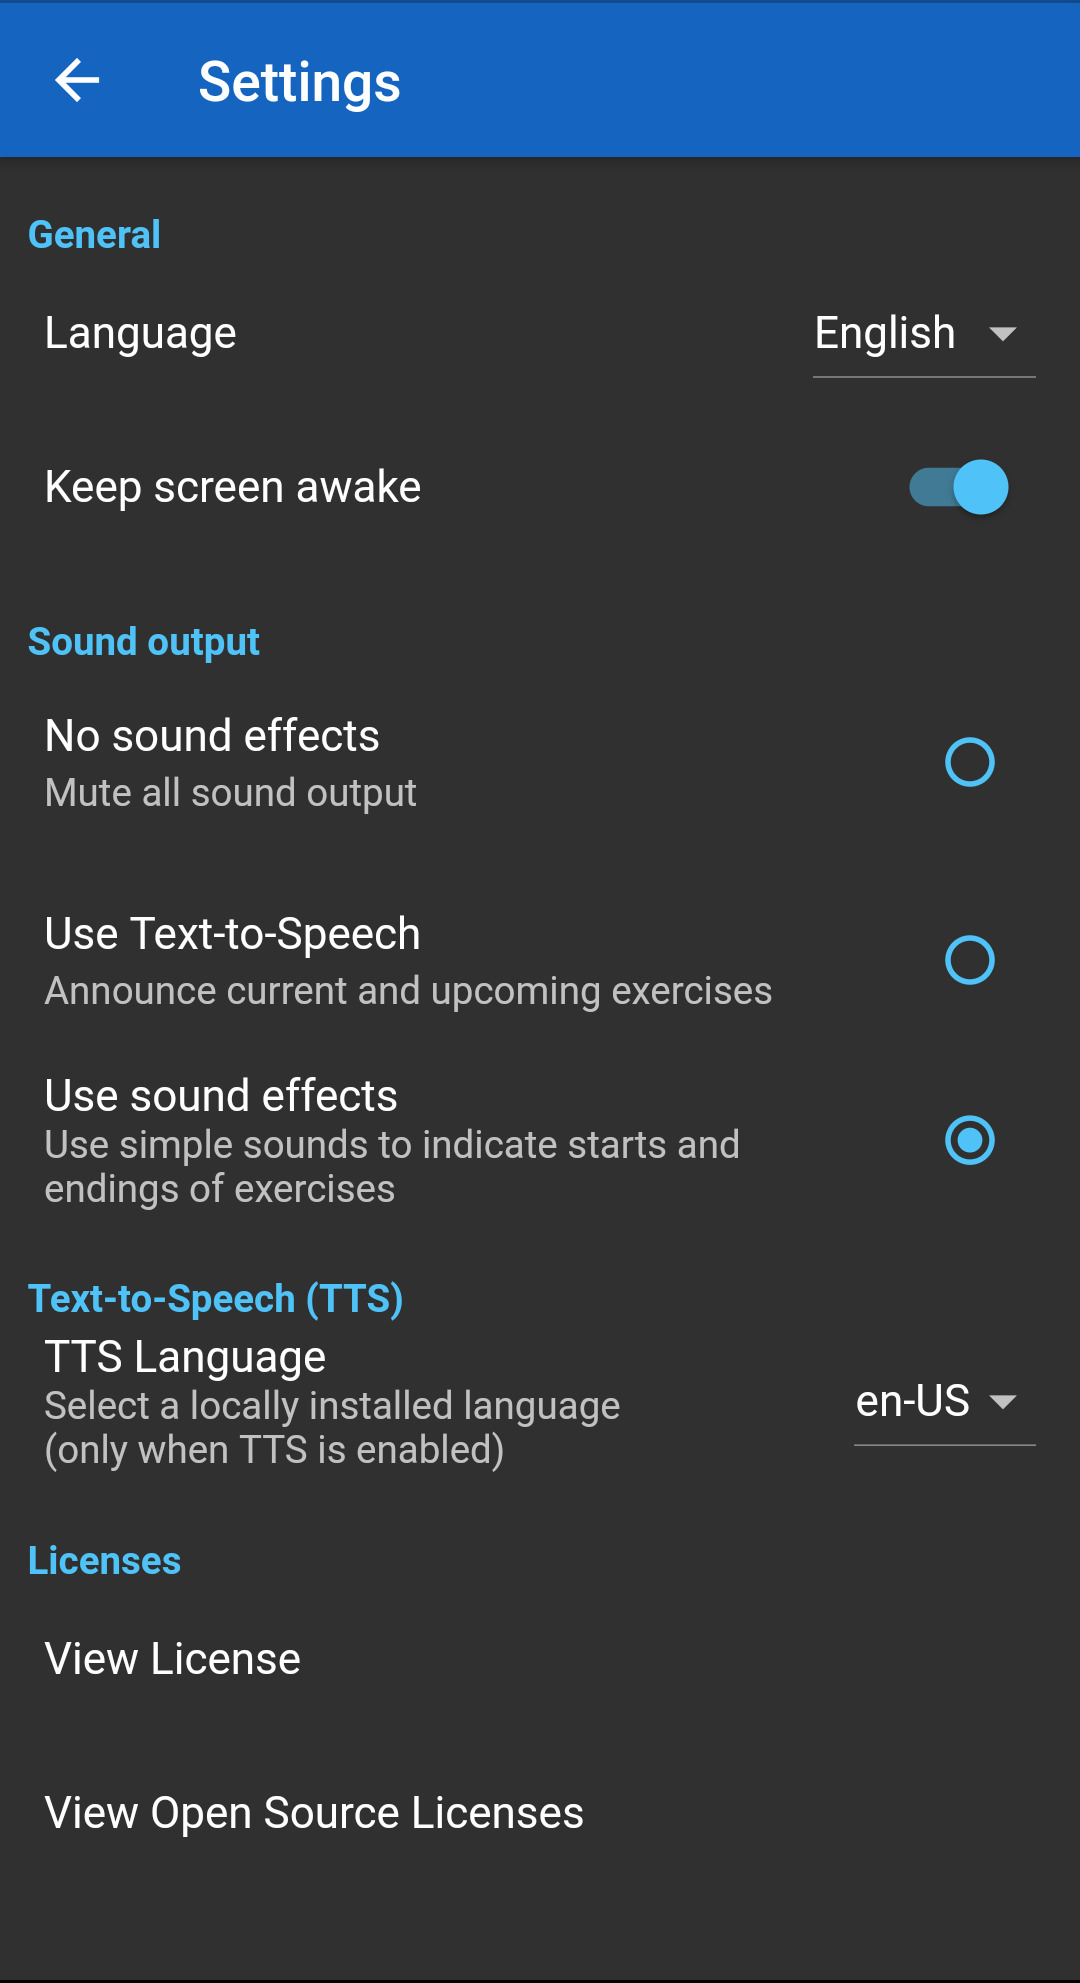 Settings
General
Language
English
Keep screen awake
Sound output
No sound effects
Mute all sound output
Use Text-to-Speech
Announce current and upcoming exercises
Use sound effects
Use simple sounds to indicate starts and
endings of exercises
Text-to-Speech (TTS)
TTS Language
Select a locally installed language
(only when TTS is enabled)
en-US
Licenses
View License
View Open Source Licenses